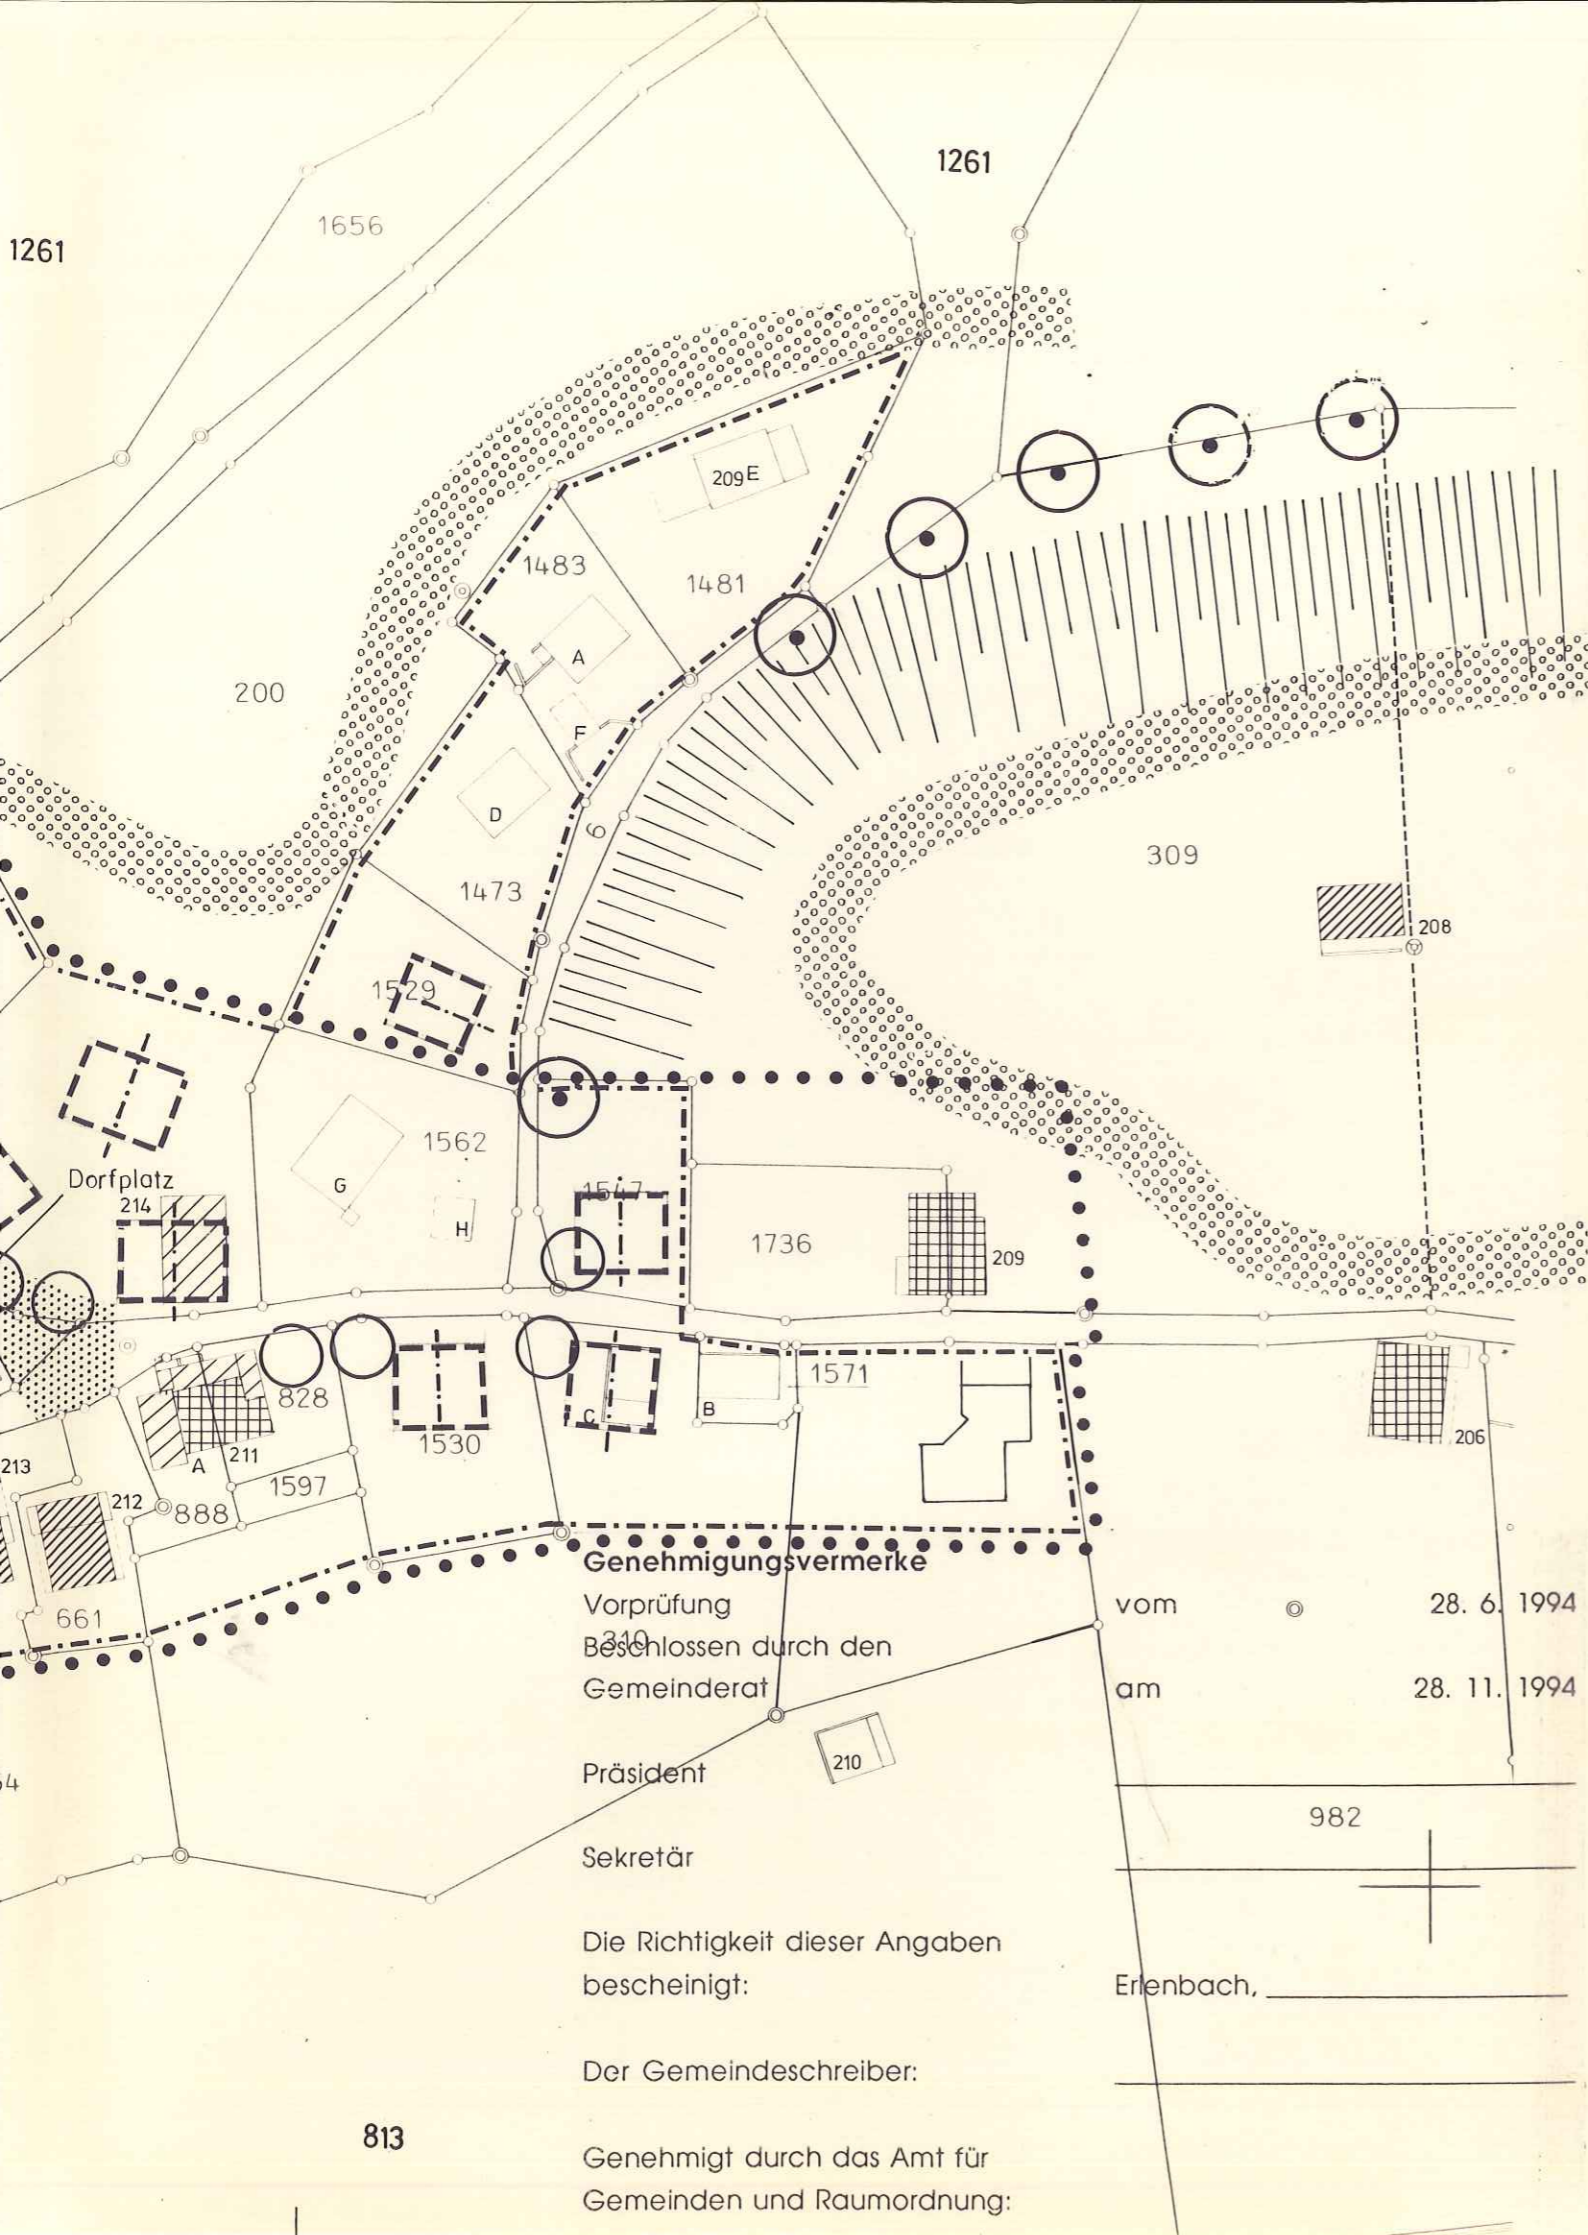 1261
1656
1261
209E
1483
1481
A
200
F
D
6
309
1473
208
1529
1562
Dorfplatz
G
1547
214
H
1736
209
1571
828
C
B
1530
206
A
211
213
1597
212
888
Genehmigungsvermerke
Vorprüfung vom 28. 6. 1994
661
310
Beschlossen durch den
Gemeinderat am 28. 11. 1994
210
Präsident
982
Sekretär
Die Richtigkeit dieser Angaben
bescheinigt: Erlenbach,
Der Gemeindeschreiber:
813
Genehmigt durch das Amt für
Gemeinden und Raumordnung: